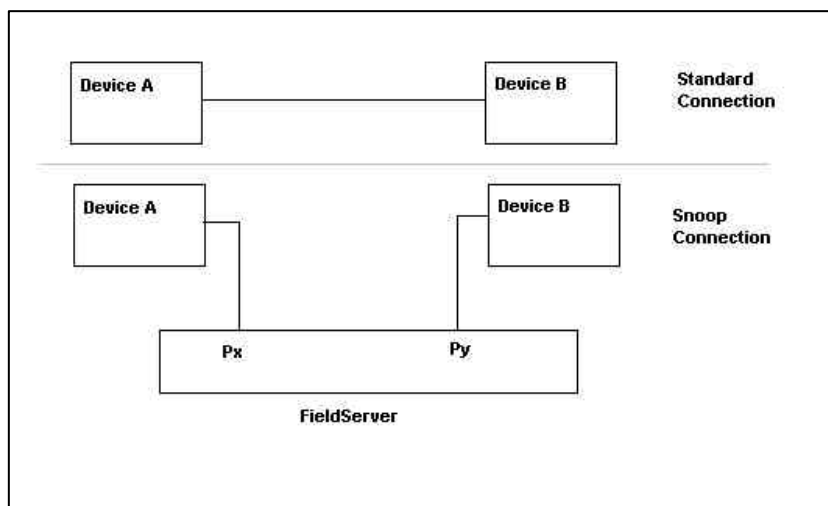 Device A
Device B
Standard
Connection
Device A
Device B
Snoop
Connection
Px
Py
FieldServer